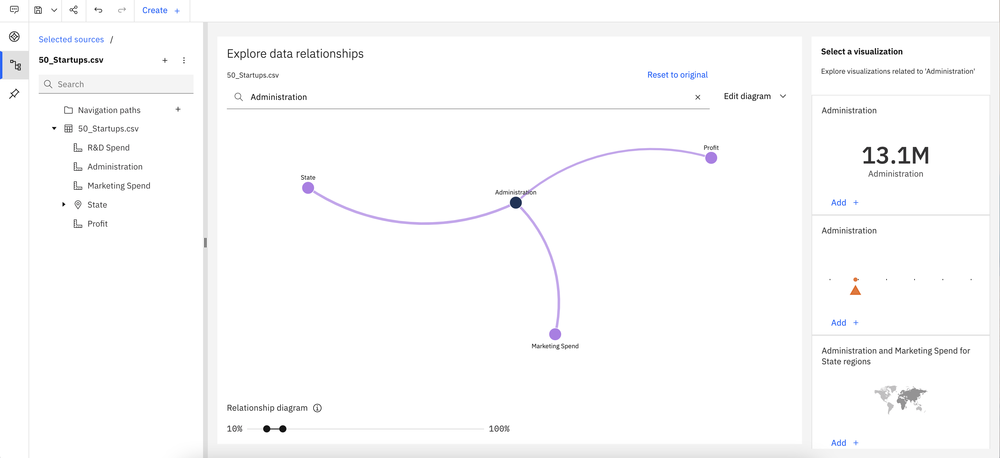 Create +
Selected sources /
50_Startups.csv
Search
Navigation paths
50_Startups.csv
R&D Spend
Administration
Marketing Spend
State
Profit
Explore data relationships
50_Startups.csv
Reset to original
Administration
Edit diagram
Profit
State
Administration
Marketing Spend
Relationship diagram
10%
100%
Select a visualization
Explore visualizations related to 'Administration'
Administration
13.1M
Administration
Add +
Administration
Add +
Administration and Marketing Spend for
State regions
Add +